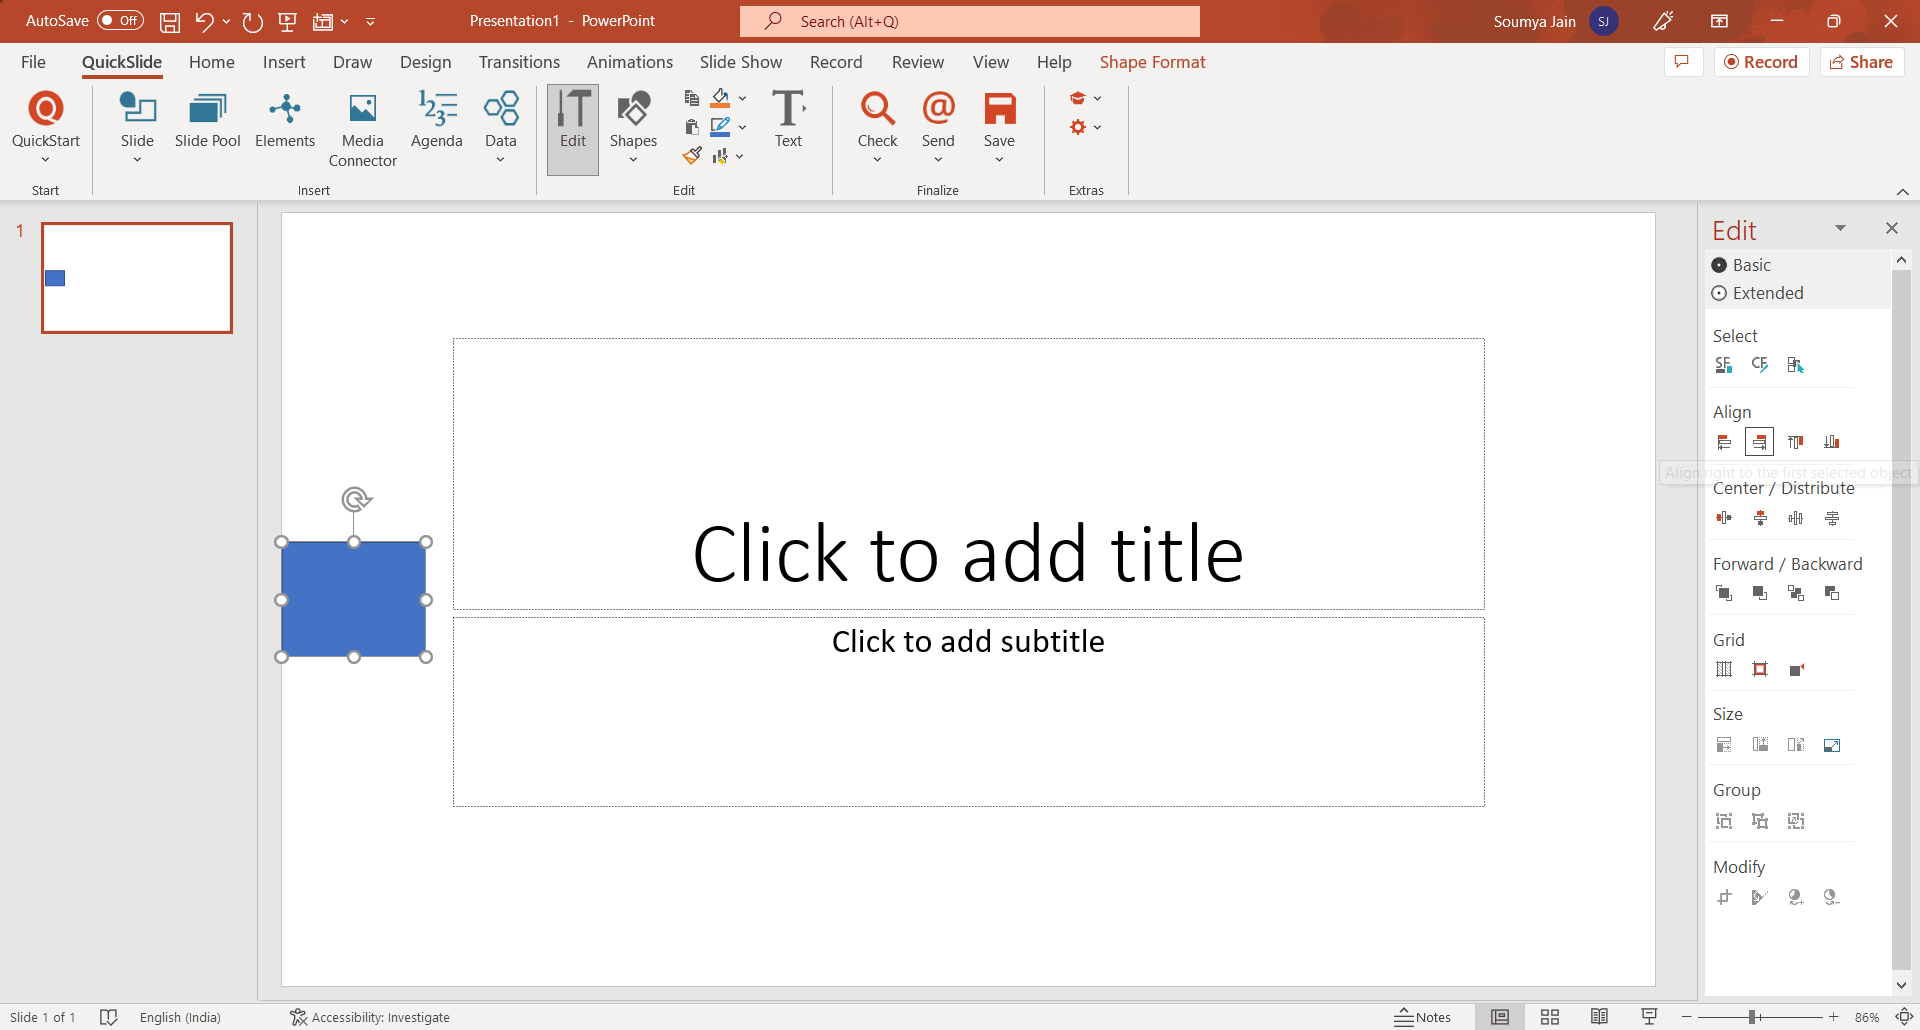 AutoSave Off Presentation1 - PowerPoint Search (Alt+Q) Soumya Jain SJ
File QuickSlide Home Insert Draw Design Transitions Animations Slide Show Record Review View Help Shape Format Record Share
QuickStart Slide Slide Pool Elements Media Connector Agenda Data Edit Shapes Text Check Send Save
Start Insert Edit Finalize Extras
1
Click to add title
Click to add subtitle
Edit
Basic
Extended
Select
SF CF
Align
Align right to the first selected object
Center / Distribute
Forward / Backward
Grid
Size
Group
Modify
Slide 1 of 1 English (India) Accessibility: Investigate Notes 86%